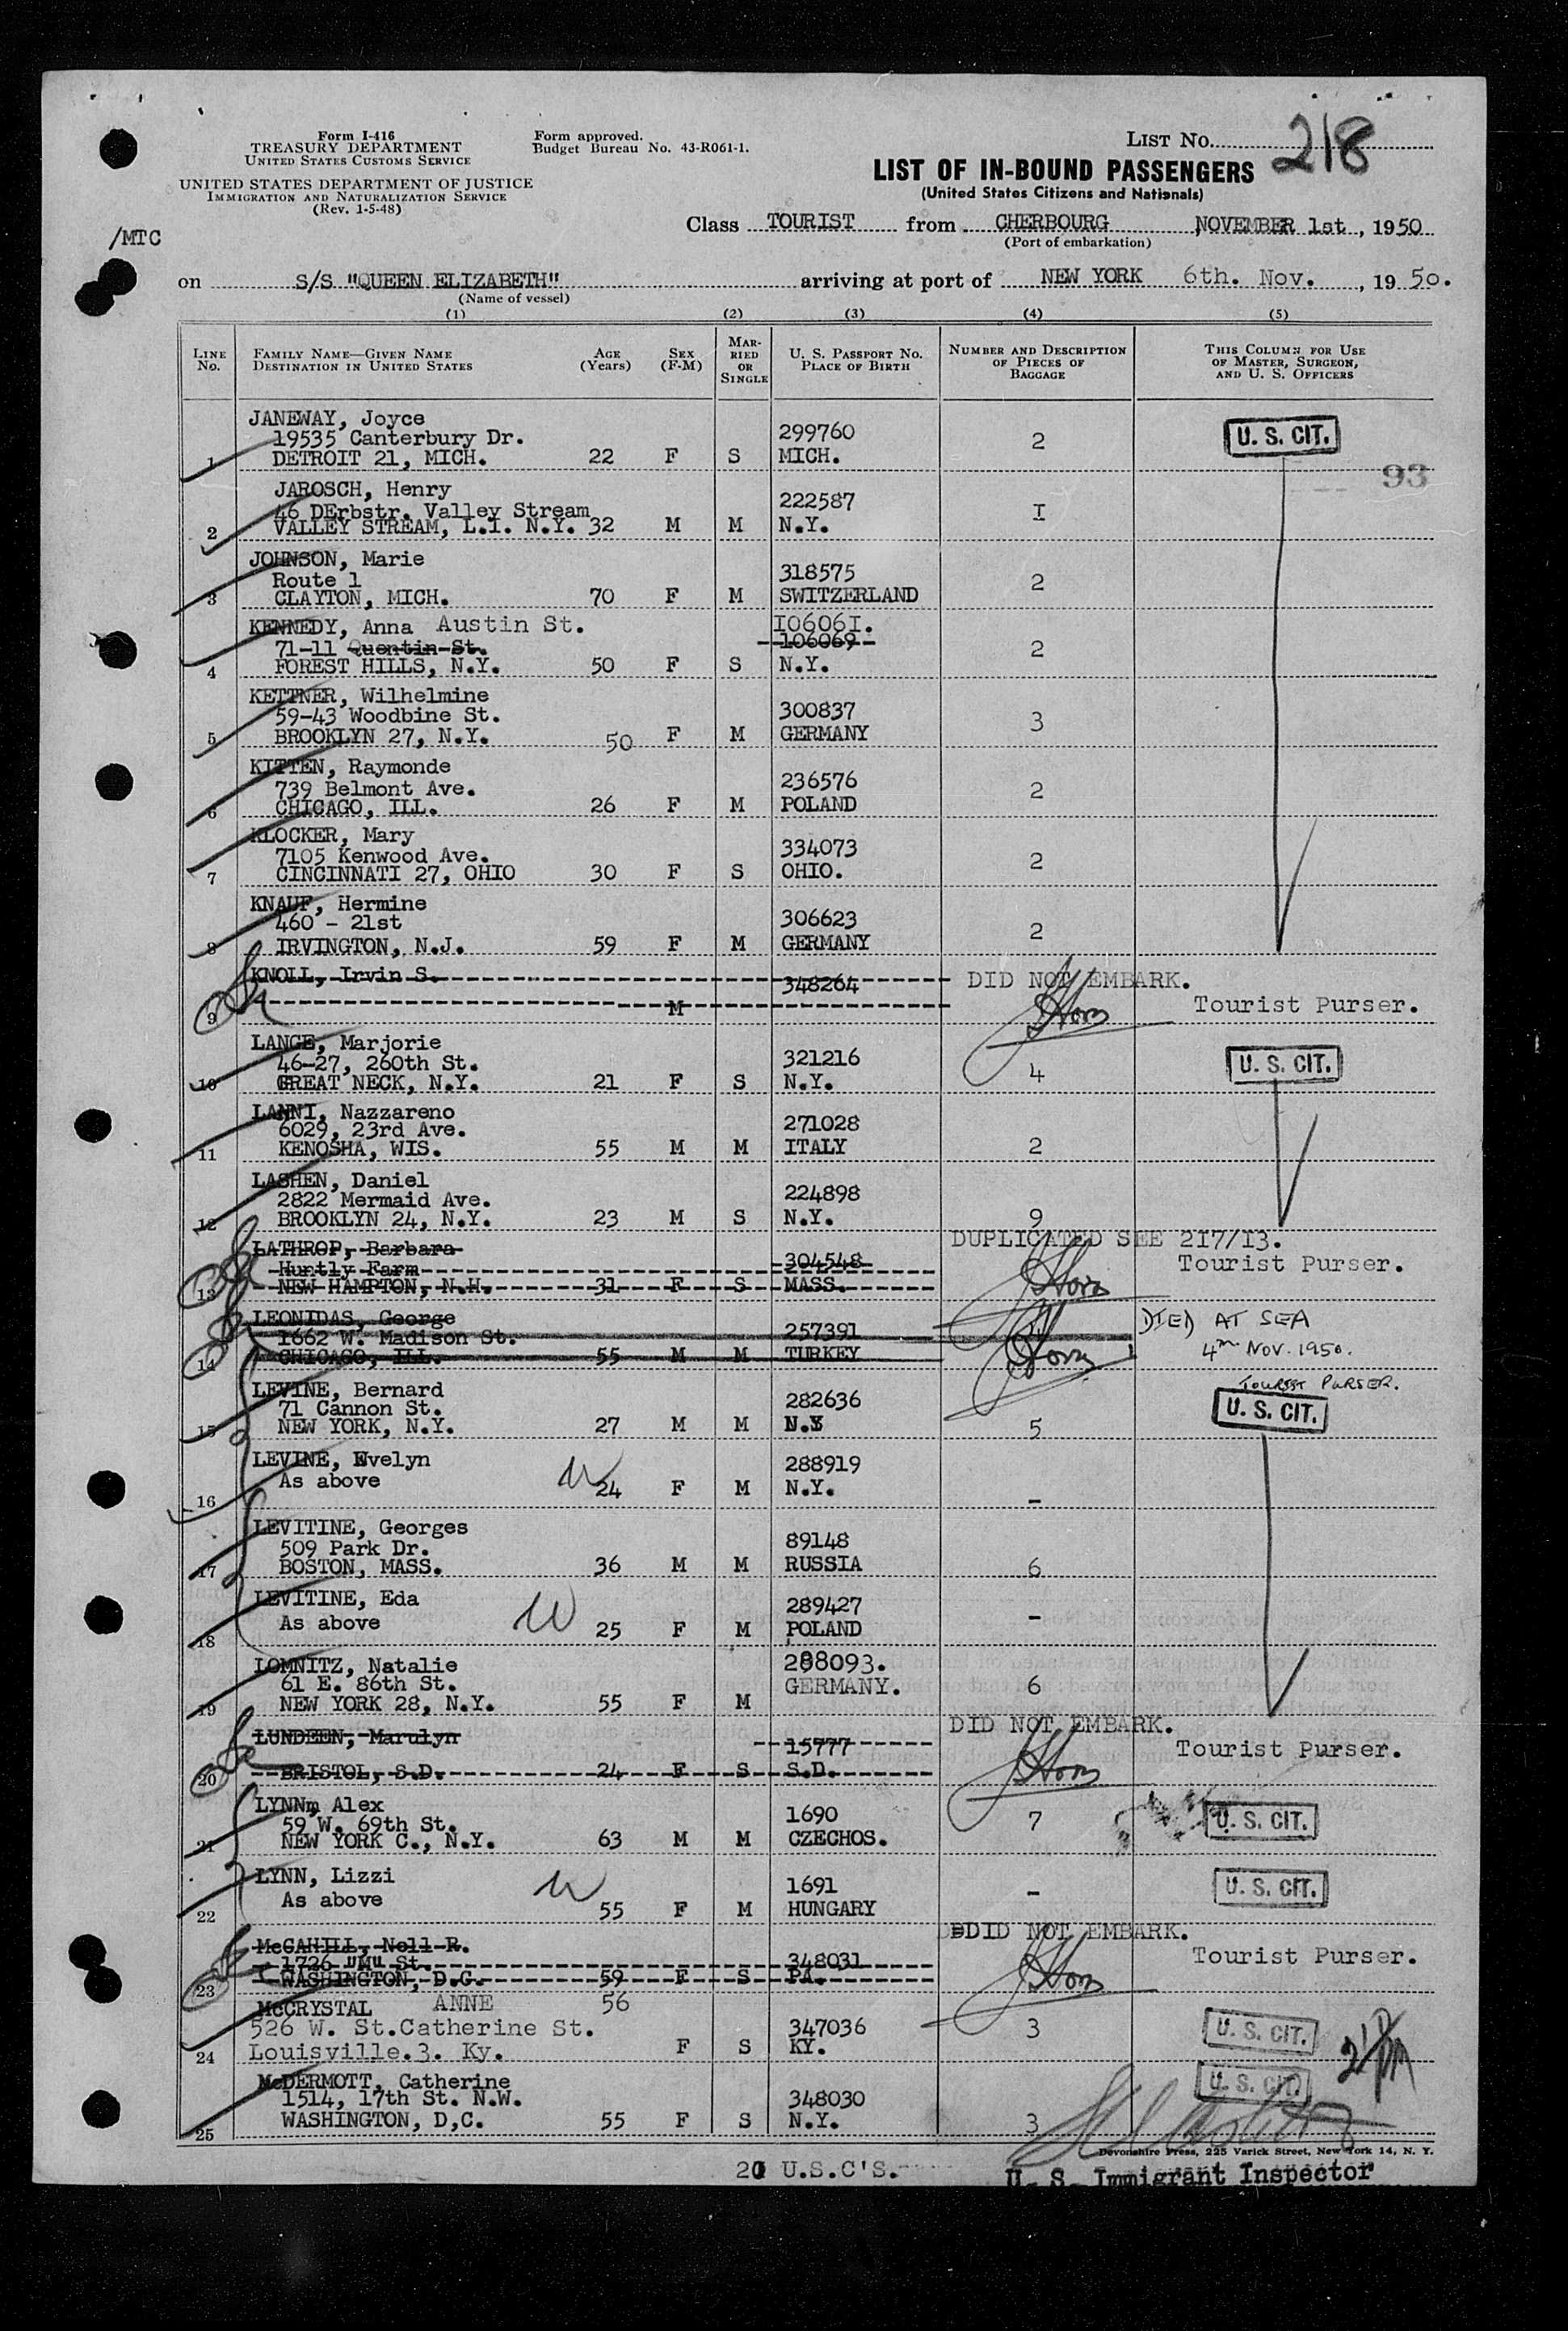 Form I-416
TREASURY DEPARTMENT
UNITED STATES CUSTOMS SERVICE
UNITED STATES DEPARTMENT OF JUSTICE
IMMIGRATION AND NATURALIZATION SERVICE
(Rev. 1-5-48)
Form approved.
Budget Bureau No. 43-R061-1.
LIST No. 218
LIST OF IN-BOUND PASSENGERS
(United States Citizens and Nationals)
/MTC
Class TOURIST from CHERBOURG, NOVEMBER 1st, 1950
(Port of embarkation)
on S/S "QUEEN ELIZABETH" arriving at port of NEW YORK 6th. Nov., 1950.
(Name of vessel)
(1) (2) (3) (4) (5)
LINE No. FAMILY NAME—GIVEN NAME DESTINATION IN UNITED STATES AGE (Years) SEX (F-M) MARRIED OR SINGLE U. S. PASSPORT No. PLACE OF BIRTH NUMBER AND DESCRIPTION OF PIECES OF BAGGAGE THIS COLUMN FOR USE OF MASTER, SURGEON, AND U. S. OFFICERS
JANEWAY, Joyce
19535 Canterbury Dr. 299760 2 U. S. CIT.
1 DETROIT 21, MICH. 22 F S MICH.
93
JAROSCH, Henry
46 DErbstr. Valley Stream 222587 I
2 VALLEY STREAM, L.I. N.Y. 32 M M N.Y.
JOHNSON, Marie
Route 1 318575 2
3 CLAYTON, MICH. 70 F M SWITZERLAND
KENNEDY, Anna Austin St. I0606I.
71-11 Quentin St. 106069 2
4 FOREST HILLS, N.Y. 50 F S N.Y.
KETTNER, Wilhelmine
59-43 Woodbine St. 300837 3
5 BROOKLYN 27, N.Y. 50 F M GERMANY
KITTEN, Raymonde
739 Belmont Ave. 236576 2
6 CHICAGO, ILL. 26 F M POLAND
KLOCKER, Mary
7105 Kenwood Ave. 334073 2
7 CINCINNATI 27, OHIO 30 F S OHIO.
KNAUF, Hermine
460 - 21st 306623 2
8 IRVINGTON, N.J. 59 F M GERMANY
KNOLL, Irvin S. 348264 DID NOT EMBARK.
9 M Tourist Purser.
LANGE, Marjorie
46-27, 260th St. 321216 4 U. S. CIT.
10 GREAT NECK, N.Y. 21 F S N.Y.
LANNI, Nazzareno
6029, 23rd Ave. 271028 2
11 KENOSHA, WIS. 55 M M ITALY
LASHEN, Daniel
2822 Mermaid Ave. 224898
12 BROOKLYN 24, N.Y. 23 M S N.Y. 9
LATHROP, Barbara DUPLICATED SEE 217/13.
Huntly Farm 304548 Tourist Purser.
13 NEW HAMPTON, N.H. 31 F S MASS.
LEONIDAS, George DIED AT SEA
1662 W. Madison St. 257391 4th NOV. 1950.
14 CHICAGO, ILL. 55 M M TURKEY
TOURIST PURSER.
LEVINE, Bernard
71 Cannon St. 282636 U. S. CIT.
15 NEW YORK, N.Y. 27 M M N.Y 5
LEVINE, Evelyn
As above 288919
16 24 F M N.Y. -
LEVITINE, Georges
509 Park Dr. 89148
17 BOSTON, MASS. 36 M M RUSSIA 6
LEVITINE, Eda
As above 289427 -
18 25 F M POLAND
LOMNITZ, Natalie 288093.
61 E. 86th St. GERMANY. 6
19 NEW YORK 28, N.Y. 55 F M
LUNDEEN, Marulyn 15777 DID NOT EMBARK.
Tourist Purser.
20 BRISTOL, S.D. 24 F S S.D.
LYNNm Alex
59 W. 69th St. 1690 7 U. S. CIT.
21 NEW YORK C., N.Y. 63 M M CZECHOS.
LYNN, Lizzi
As above 1691 - U. S. CIT.
22 55 F M HUNGARY
McCAHILL, Nell R. DID NOT EMBARK.
1726 "M" St. 348031 Tourist Purser.
23 WASHINGTON, D.C. 59 F S PA.
McCRYSTAL ANNE 56
526 W. St.Catherine St. 347036 3 U. S. CIT.
24 Louisville.3. Ky. F S KY.
McDERMOTT, Catherine U. S. CIT.
1514, 17th St. N.W. 348030
25 WASHINGTON, D,C. 55 F S N.Y. 3
Devonshire Press, 225 Varick Street, New York 14, N. Y.
U.S.C'S.
U. S. Immigrant Inspector